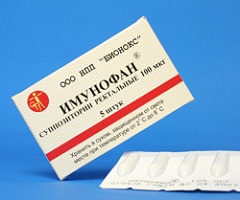 ООО НПП "БИОНОКС"
ИМУНОФАН®
СУППОЗИТОРИИ РЕКТАЛЬНЫЕ 100 мкг
5 штук
Хранить в сухом, защищенном от света
месте при температуре от 2°С до 8°С